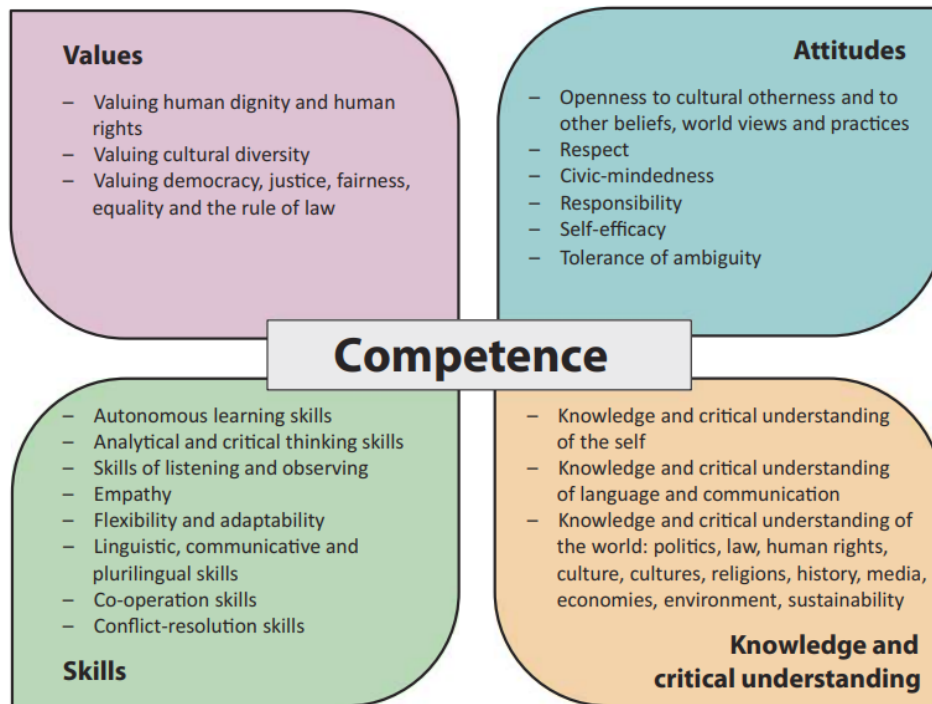 Values
– Valuing human dignity and human
rights
– Valuing cultural diversity
– Valuing democracy, justice, fairness,
equality and the rule of law
Attitudes
– Openness to cultural otherness and to
other beliefs, world views and practices
– Respect
– Civic-mindedness
– Responsibility
– Self-efficacy
– Tolerance of ambiguity
Competence
– Autonomous learning skills
– Analytical and critical thinking skills
– Skills of listening and observing
– Empathy
– Flexibility and adaptability
– Linguistic, communicative and
plurilingual skills
– Co-operation skills
– Conflict-resolution skills
Skills
– Knowledge and critical understanding
of the self
– Knowledge and critical understanding
of language and communication
– Knowledge and critical understanding of
the world: politics, law, human rights,
culture, cultures, religions, history, media,
economies, environment, sustainability
Knowledge and
critical understanding